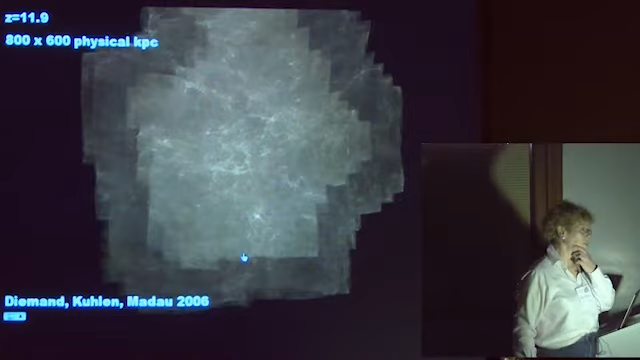 z=11.9
800 x 600 physical kpc
Diemand, Kuhlen, Madau 2006